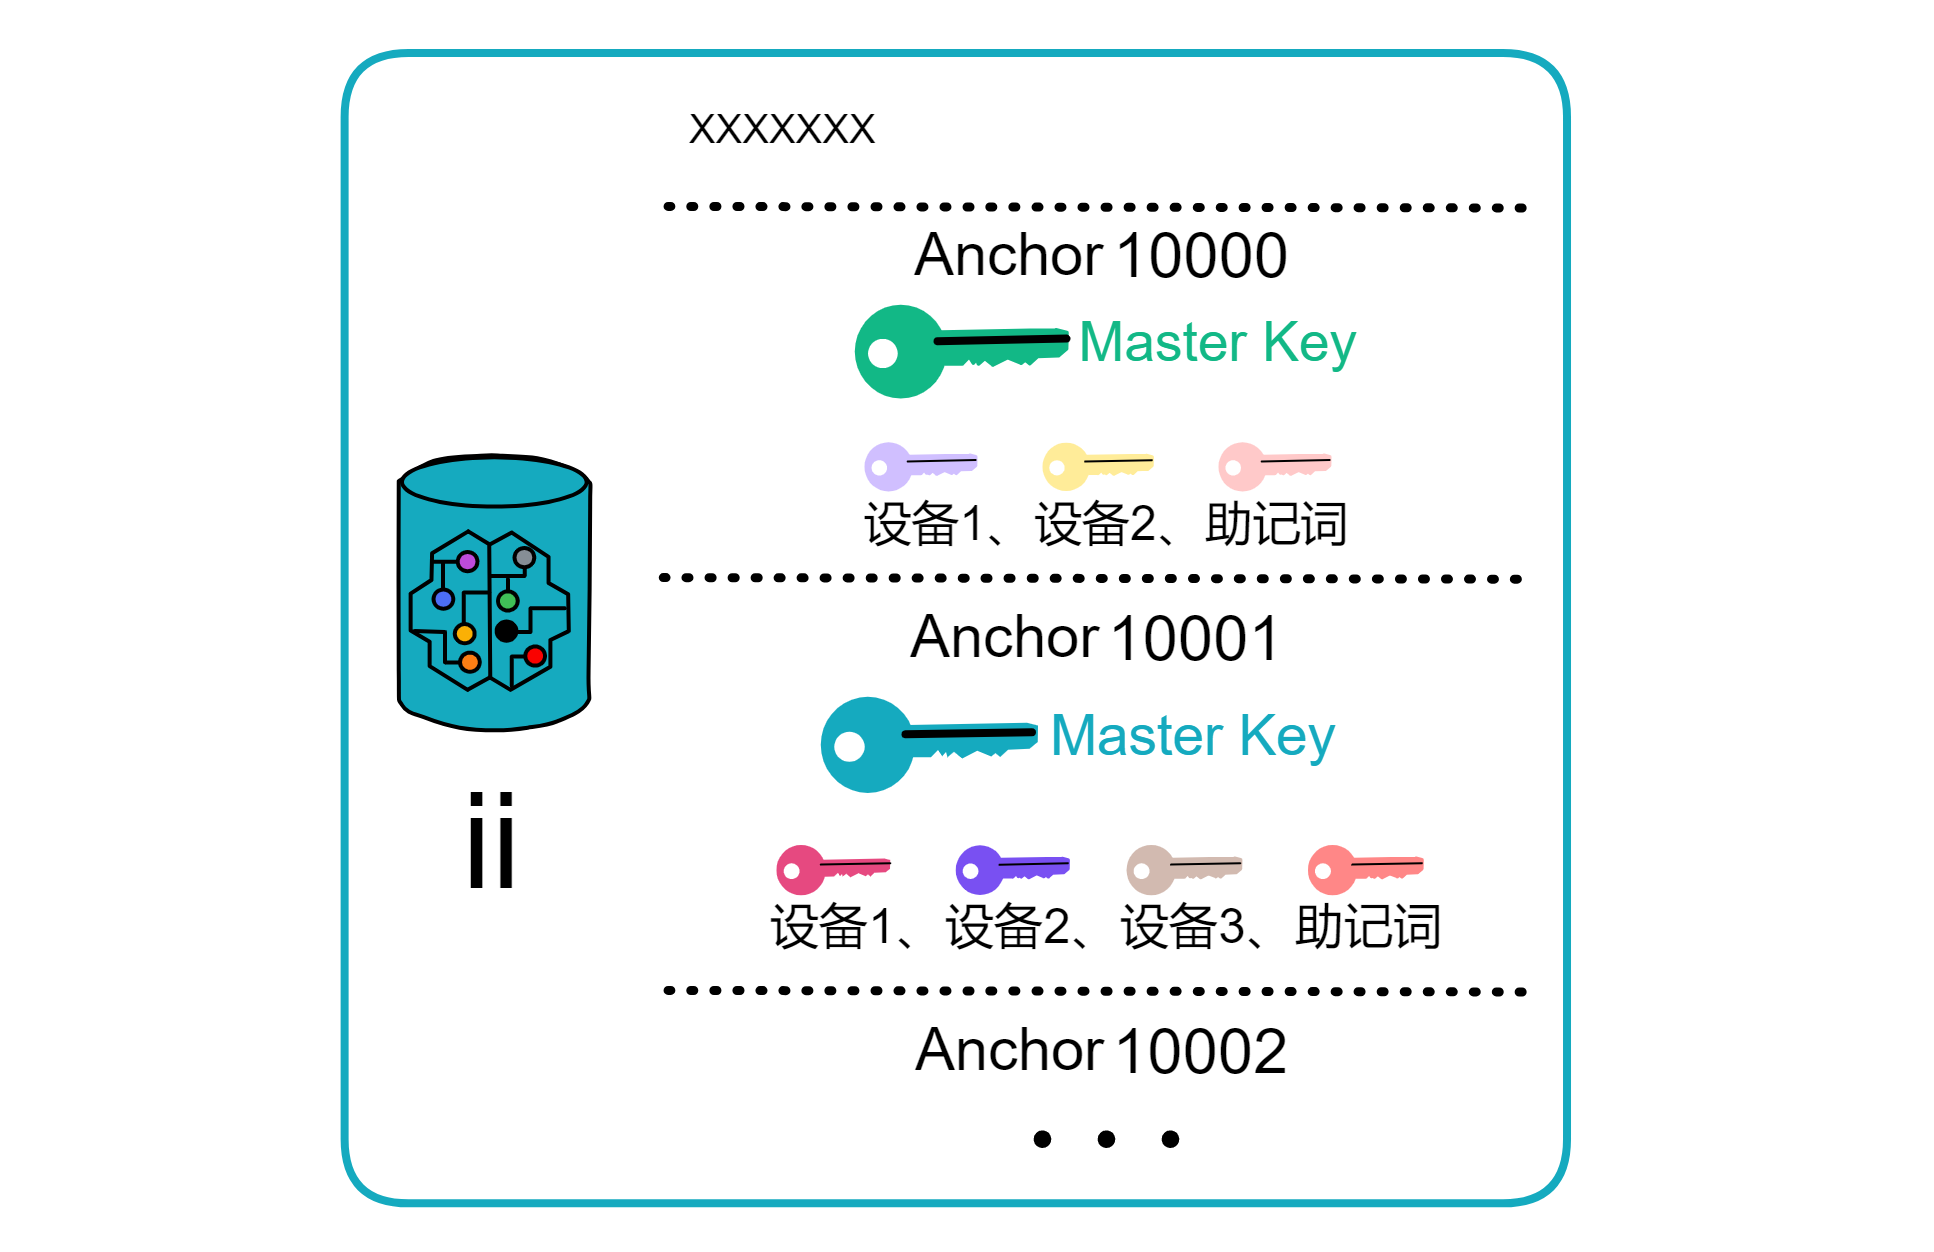 XXXXXXX
Anchor 10000
Master Key
设备1、设备2、助记词
Anchor 10001
Master Key
设备1、设备2、设备3、助记词
ii
Anchor 10002
• • •